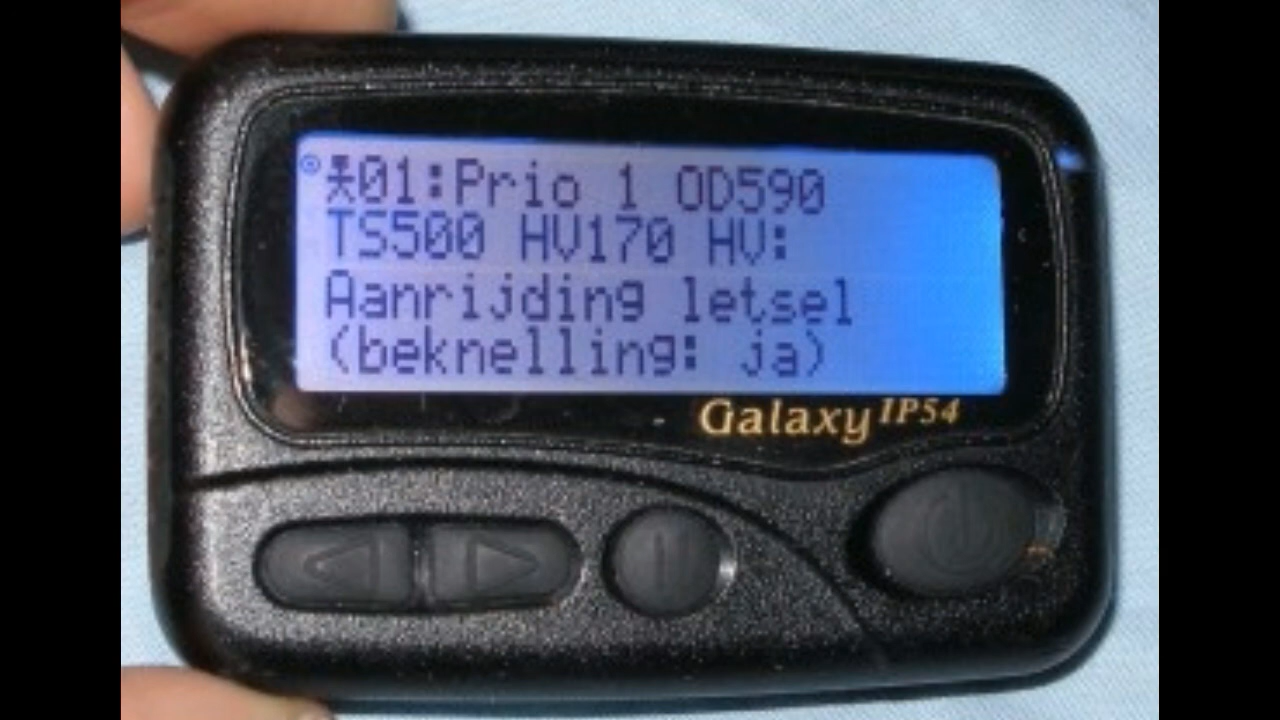 01:Prio 1 OD590
TS500 HV170 HV:
Aanrijding letsel
(beknelling: ja)
Galaxy IP54